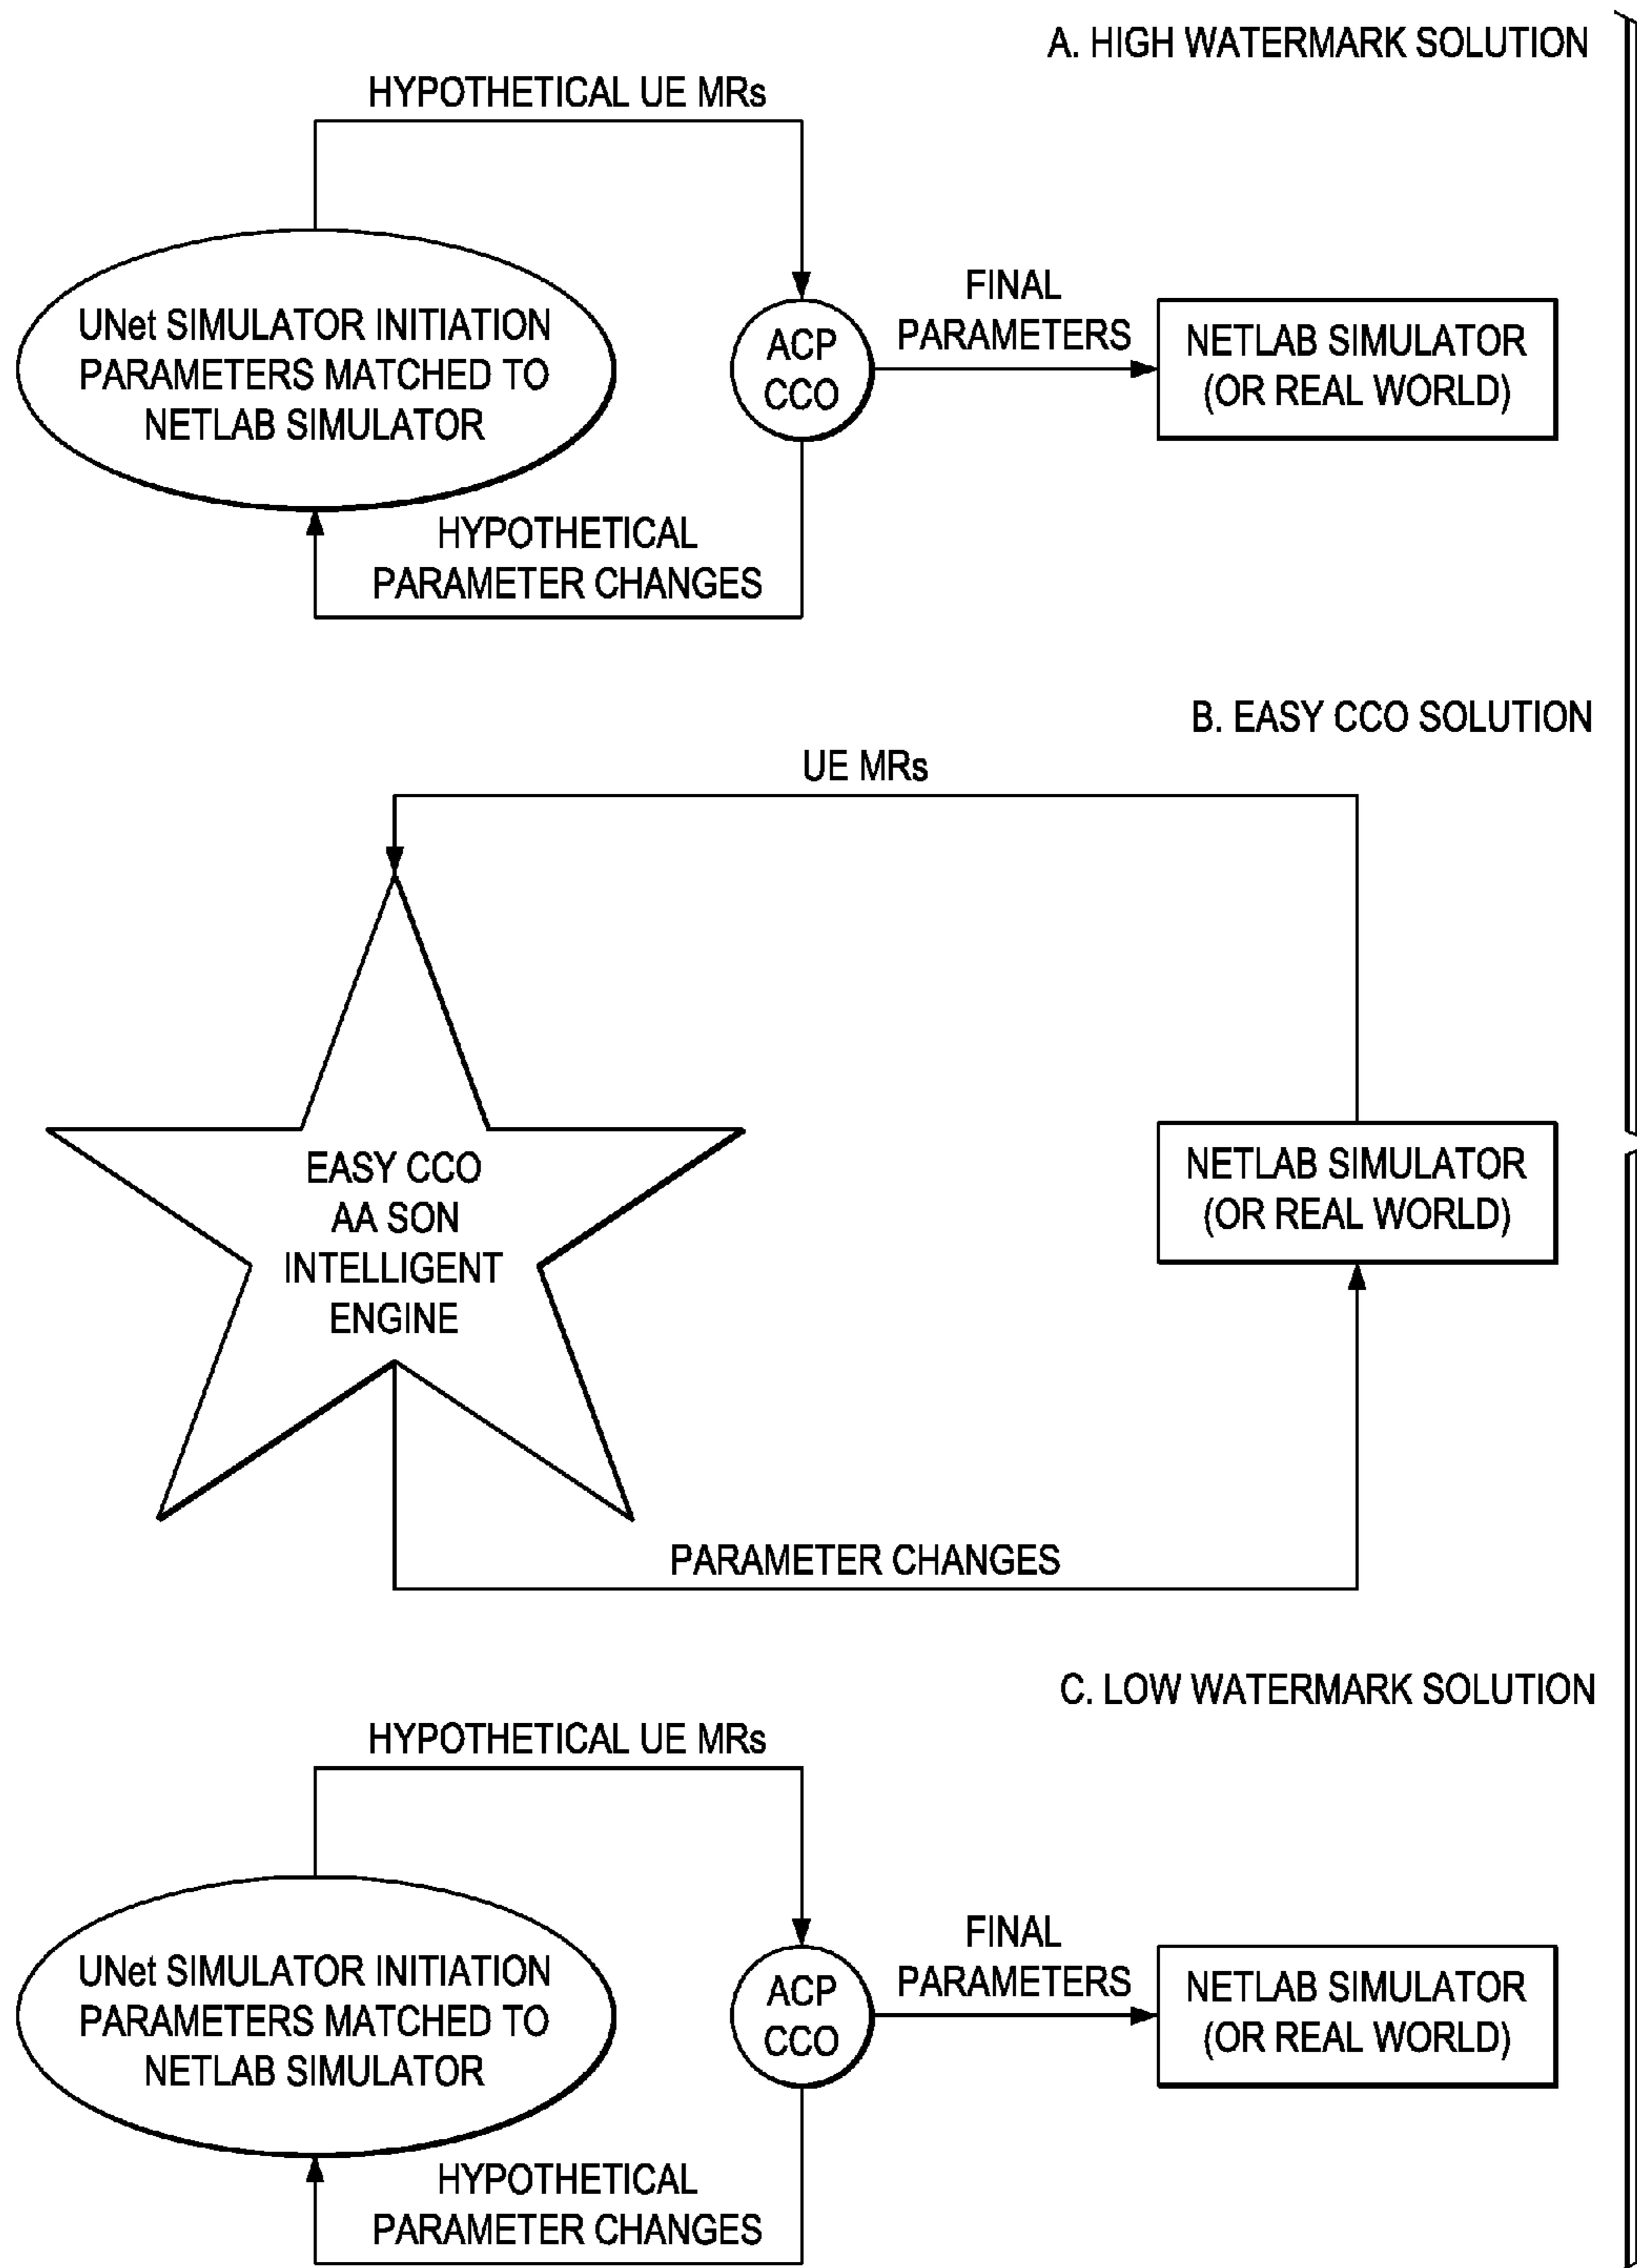 A. HIGH WATERMARK SOLUTION
HYPOTHETICAL UE MRs
UNet SIMULATOR INITIATION
PARAMETERS MATCHED TO
NETLAB SIMULATOR
ACP
CCO
FINAL
PARAMETERS
NETLAB SIMULATOR
(OR REAL WORLD)
HYPOTHETICAL
PARAMETER CHANGES
B. EASY CCO SOLUTION
UE MRs
EASY CCO
AA SON
INTELLIGENT
ENGINE
NETLAB SIMULATOR
(OR REAL WORLD)
PARAMETER CHANGES
C. LOW WATERMARK SOLUTION
HYPOTHETICAL UE MRs
UNet SIMULATOR INITIATION
PARAMETERS MATCHED TO
NETLAB SIMULATOR
ACP
CCO
FINAL
PARAMETERS
NETLAB SIMULATOR
(OR REAL WORLD)
HYPOTHETICAL
PARAMETER CHANGES